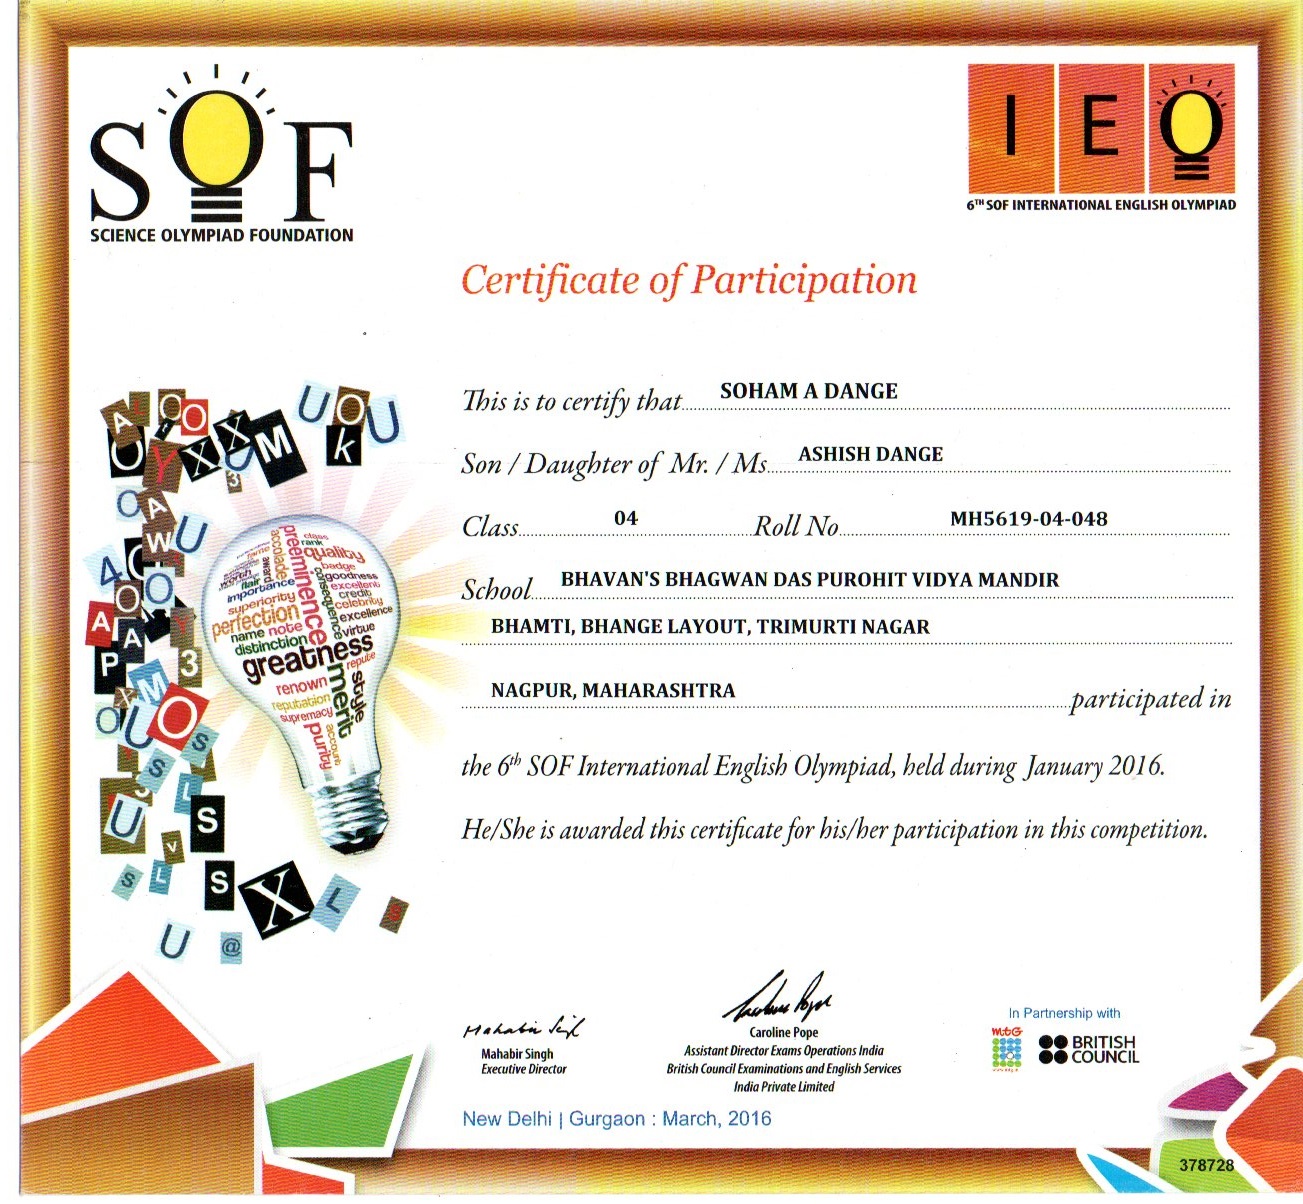 SOF
SCIENCE OLYMPIAD FOUNDATION
IEO
6TH SOF INTERNATIONAL ENGLISH OLYMPIAD
Certificate of Participation
This is to certify that SOHAM A DANGE
Son / Daughter of Mr. / Ms ASHISH DANGE
Class 04 Roll No MH5619-04-048
School BHAVAN'S BHAGWAN DAS PUROHIT VIDYA MANDIR
BHAMTI, BHANGE LAYOUT, TRIMURTI NAGAR
NAGPUR, MAHARASHTRA participated in
the 6th SOF International English Olympiad, held during January 2016.
He/She is awarded this certificate for his/her participation in this competition.
class
rank
quality
badge
goodness
excellent
credit
celebrity
excellence
virtue
preeminence
accolade
award
consequence
flair
importance
superiority
perfection
name note
distinction
greatness
repute
renown
reputation
supremacy
merit
style
purity
account
Mahabir Singh
Mahabir Singh
Executive Director
Caroline Pope
Caroline Pope
Assistant Director Exams Operations India
British Council Examinations and English Services
India Private Limited
In Partnership with
MTG
BRITISH
COUNCIL
New Delhi | Gurgaon : March, 2016
378728